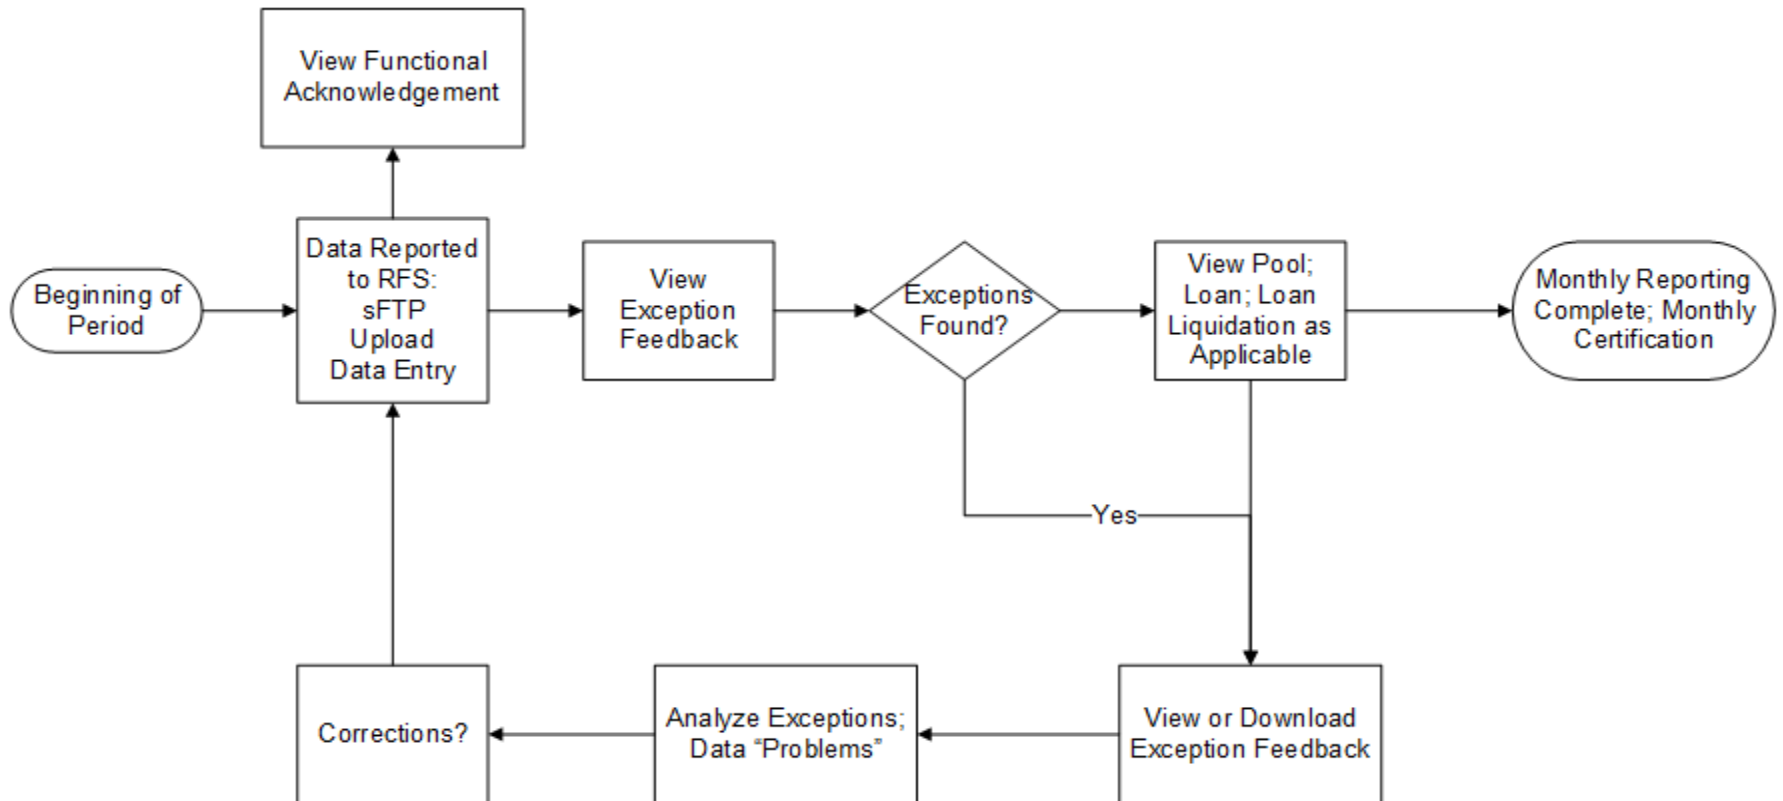 View Functional
Acknowledgement
Beginning of
Period
Data Reported
to RFS:
sFTP
Upload
Data Entry
View
Exception
Feedback
Exceptions
Found?
View Pool;
Loan; Loan
Liquidation as
Applicable
Monthly Reporting
Complete; Monthly
Certification
Yes
Corrections?
Analyze Exceptions;
Data “Problems”
View or Download
Exception Feedback